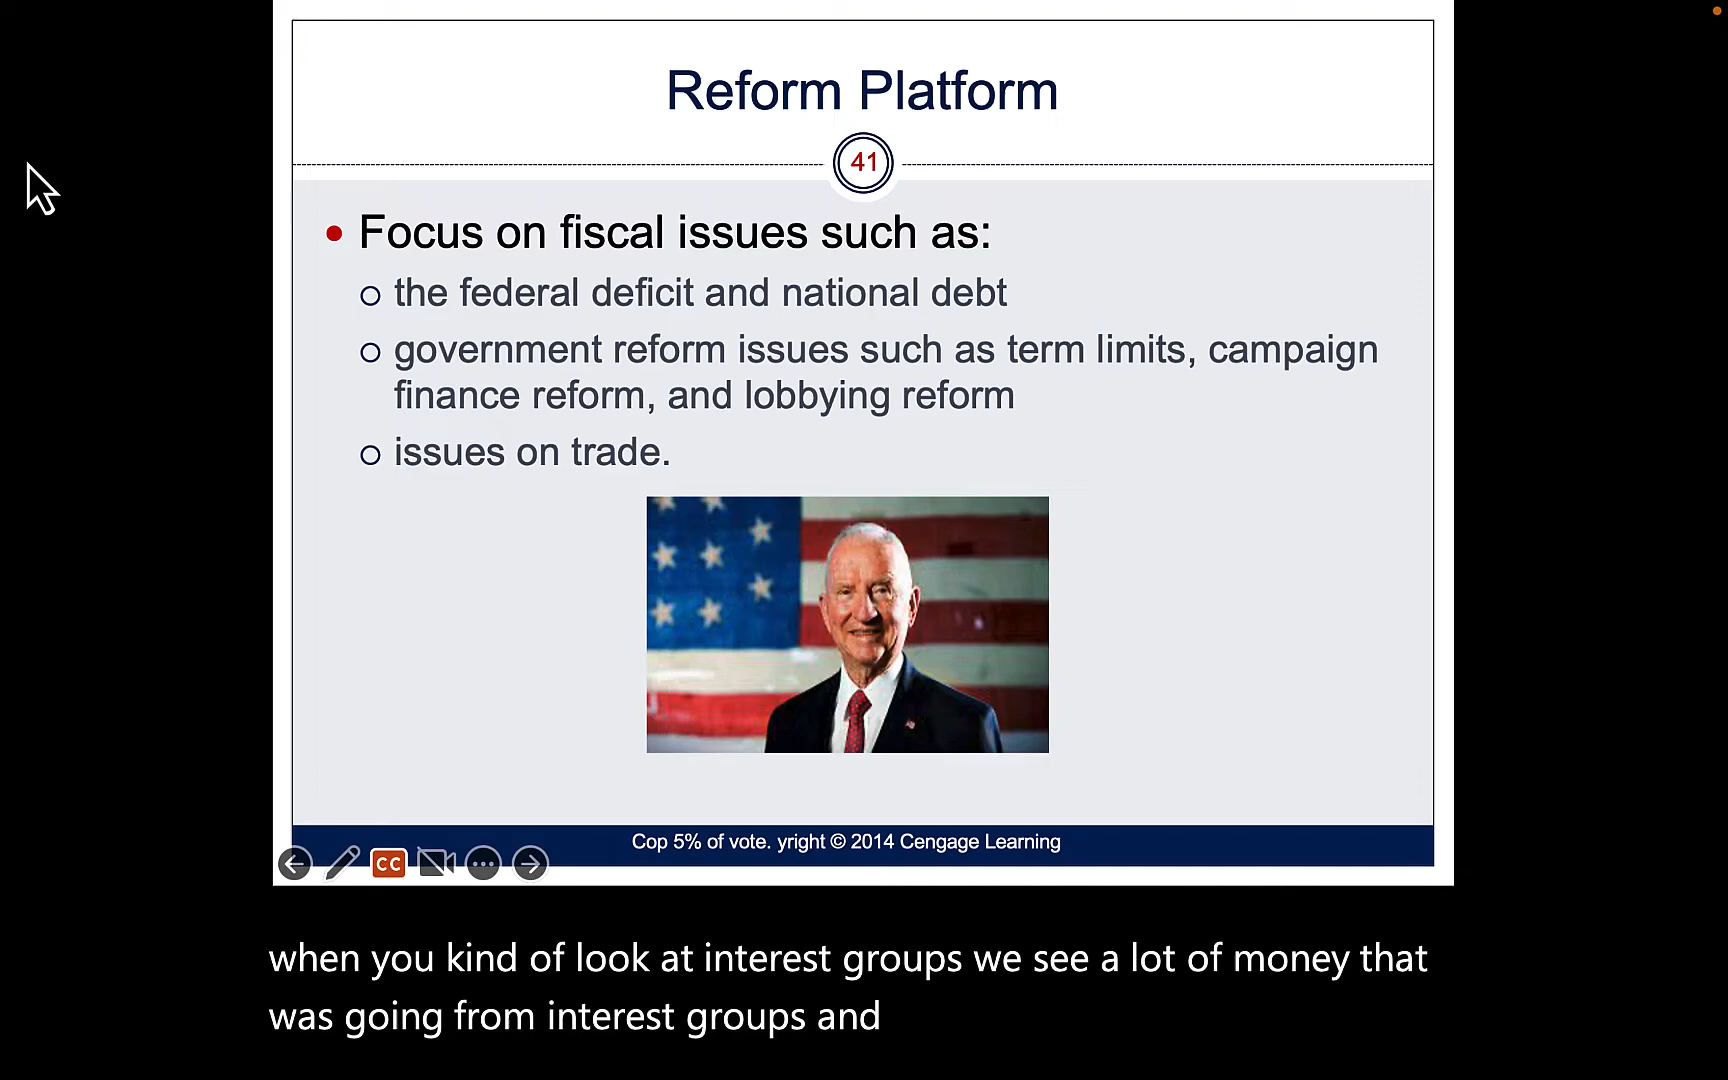 Reform Platform
41
• Focus on fiscal issues such as:
o the federal deficit and national debt
o government reform issues such as term limits, campaign
finance reform, and lobbying reform
o issues on trade.
Cop 5% of vote. yright © 2014 Cengage Learning
CC
when you kind of look at interest groups we see a lot of money that
was going from interest groups and